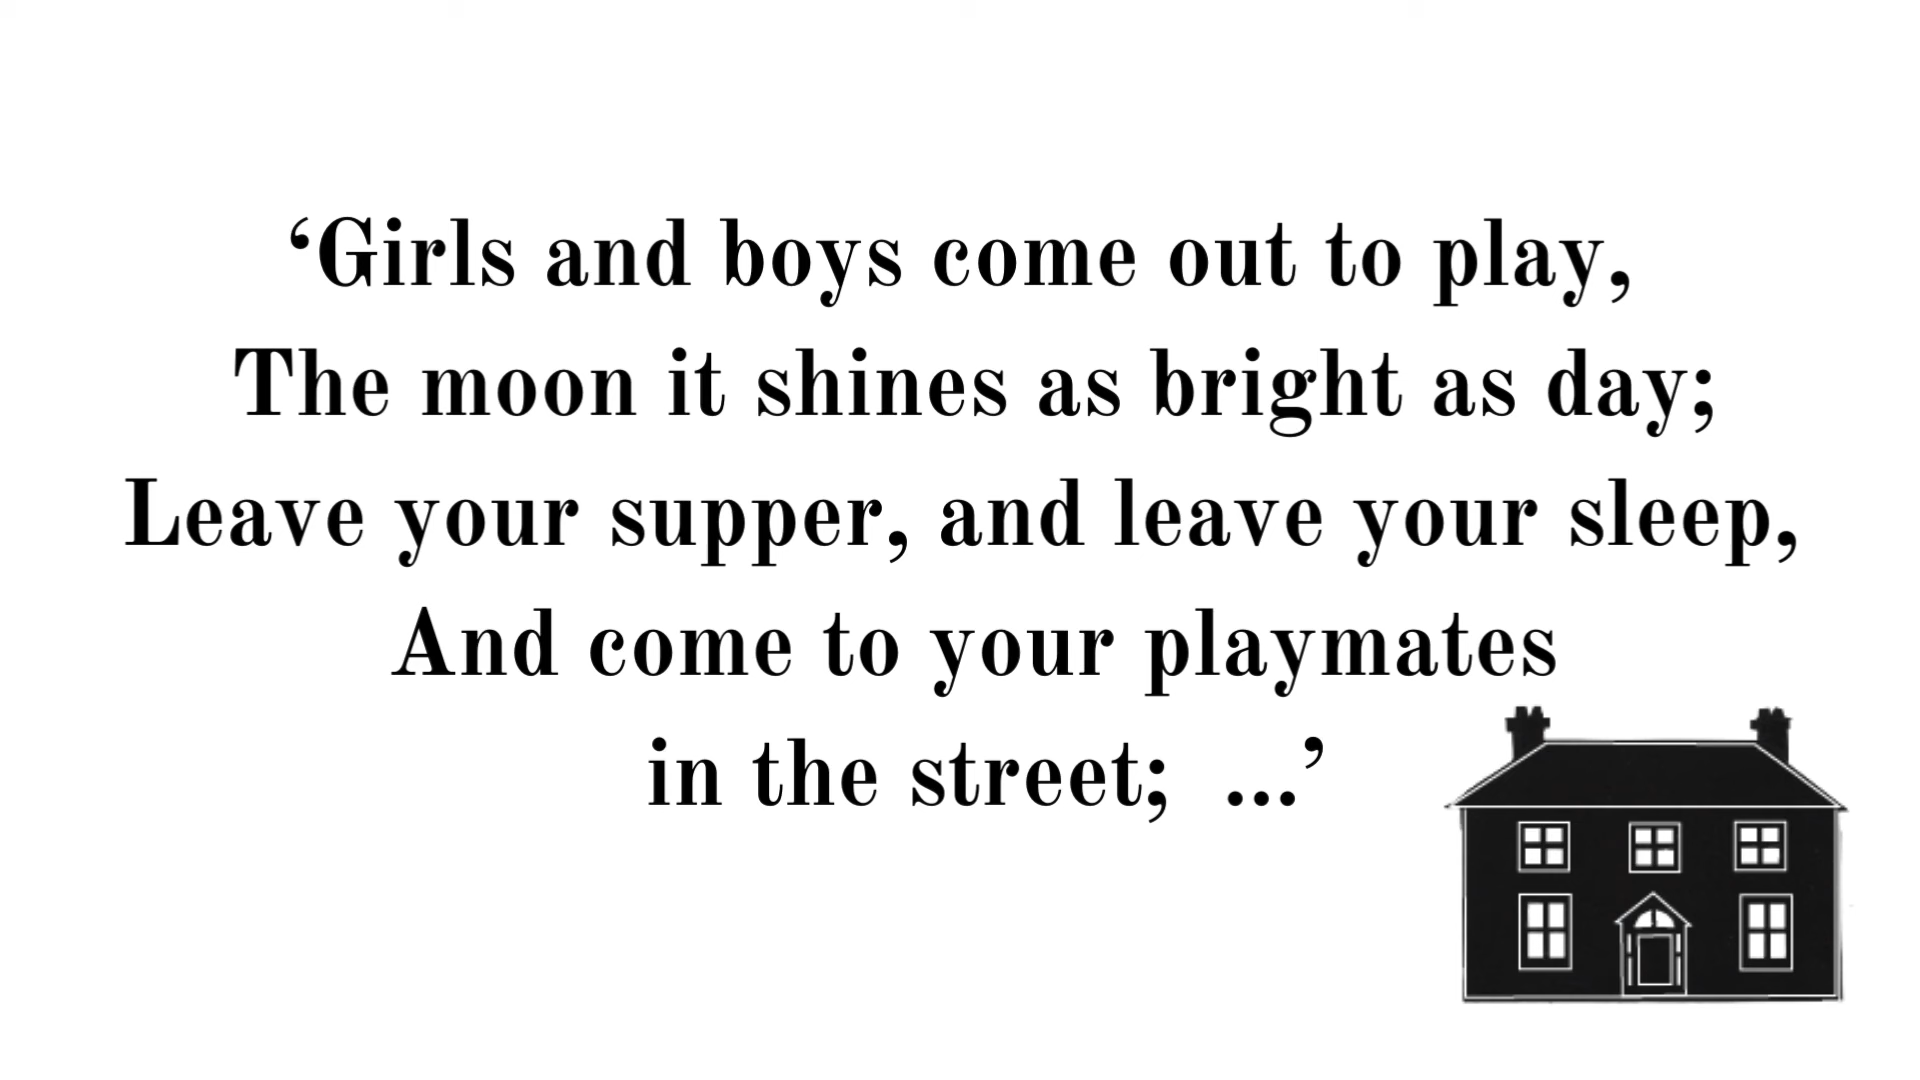 ‘Girls and boys come out to play,
The moon it shines as bright as day;
Leave your supper, and leave your sleep,
And come to your playmates
in the street;  ...’